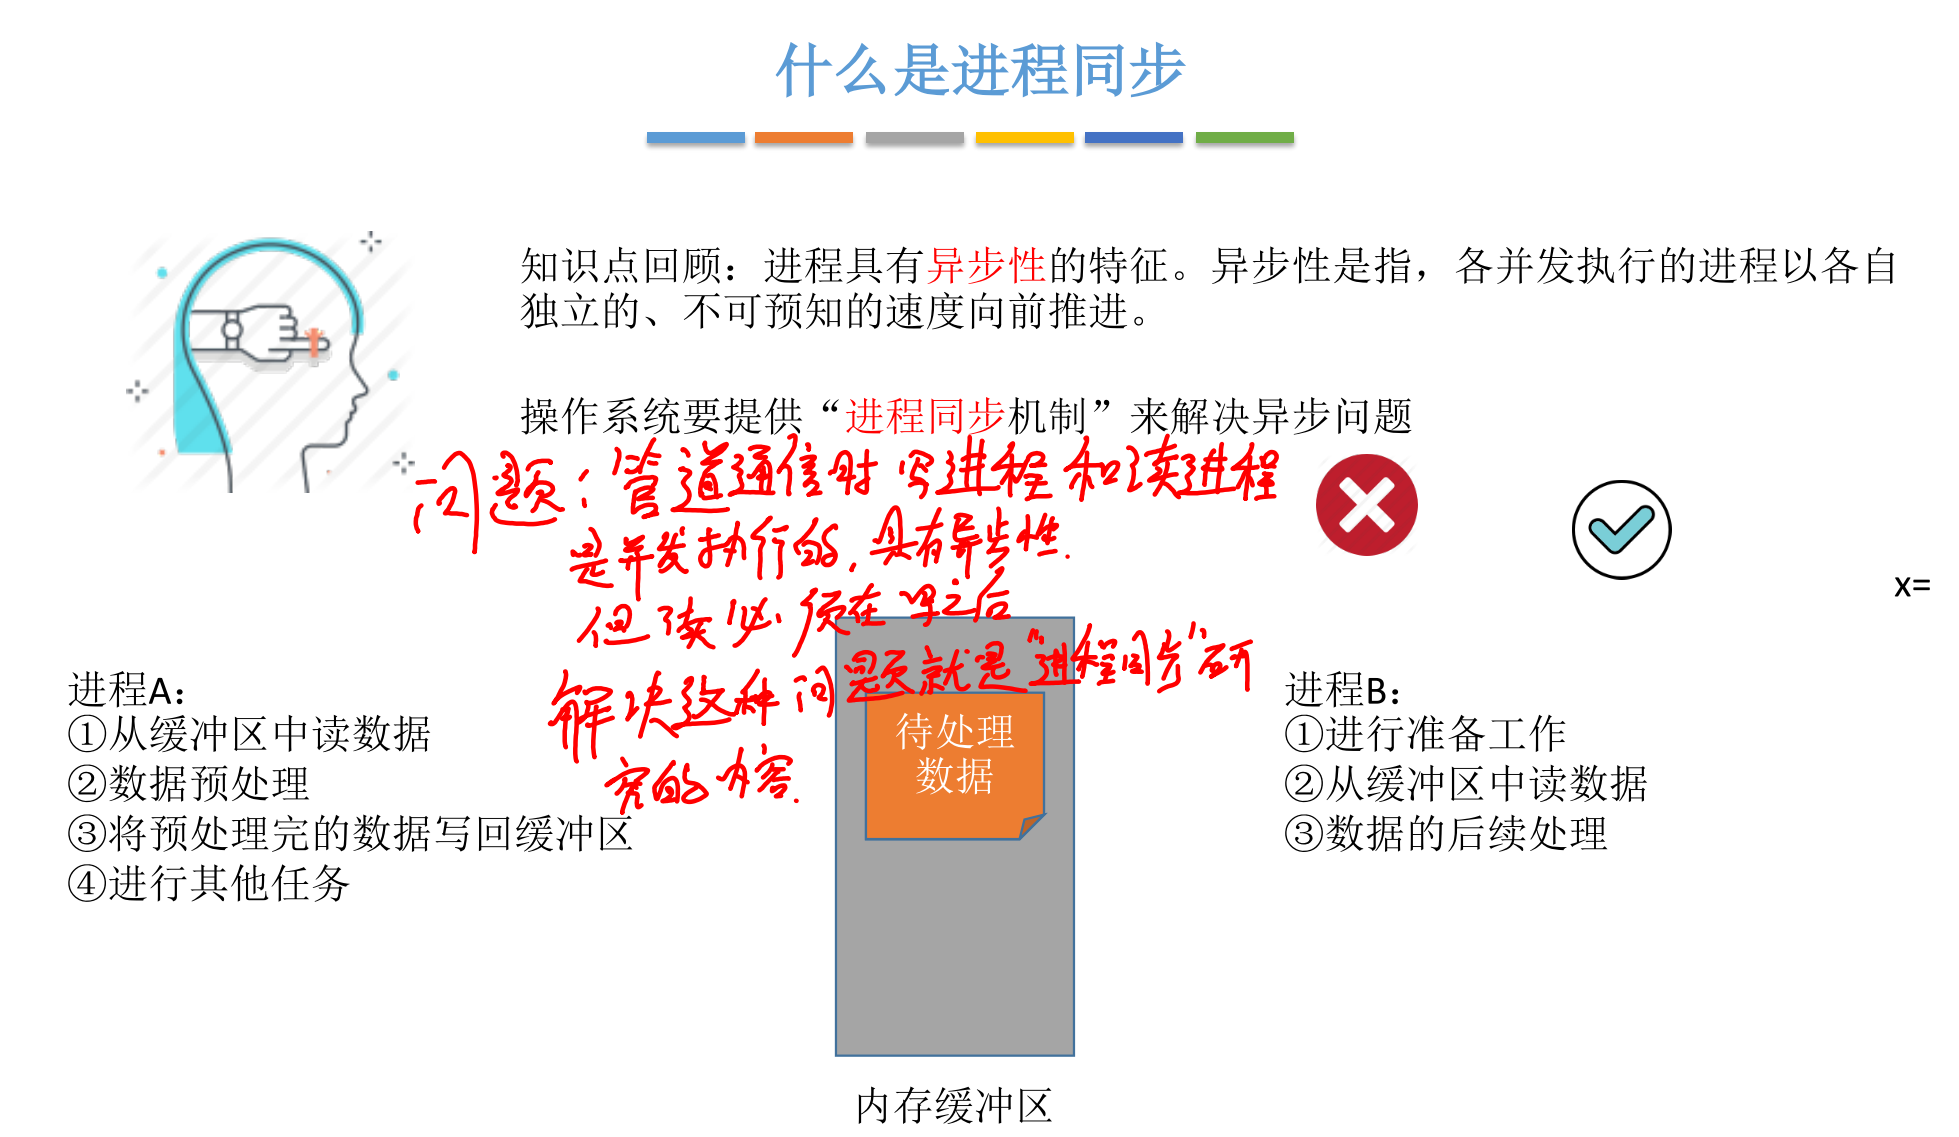 什么是进程同步
知识点回顾：进程具有异步性的特征。异步性是指，各并发执行的进程以各自
独立的、不可预知的速度向前推进。
操作系统要提供“进程同步机制”来解决异步问题
问题：管道通信时写进程和读进程
是并发执行的，具有异步性.
但读必须在写之后
解决这种问题就是“进程同步”研
究的内容.
x=
进程A：
①从缓冲区中读数据
②数据预处理
③将预处理完的数据写回缓冲区
④进行其他任务
待处理
数据
内存缓冲区
进程B：
①进行准备工作
②从缓冲区中读数据
③数据的后续处理